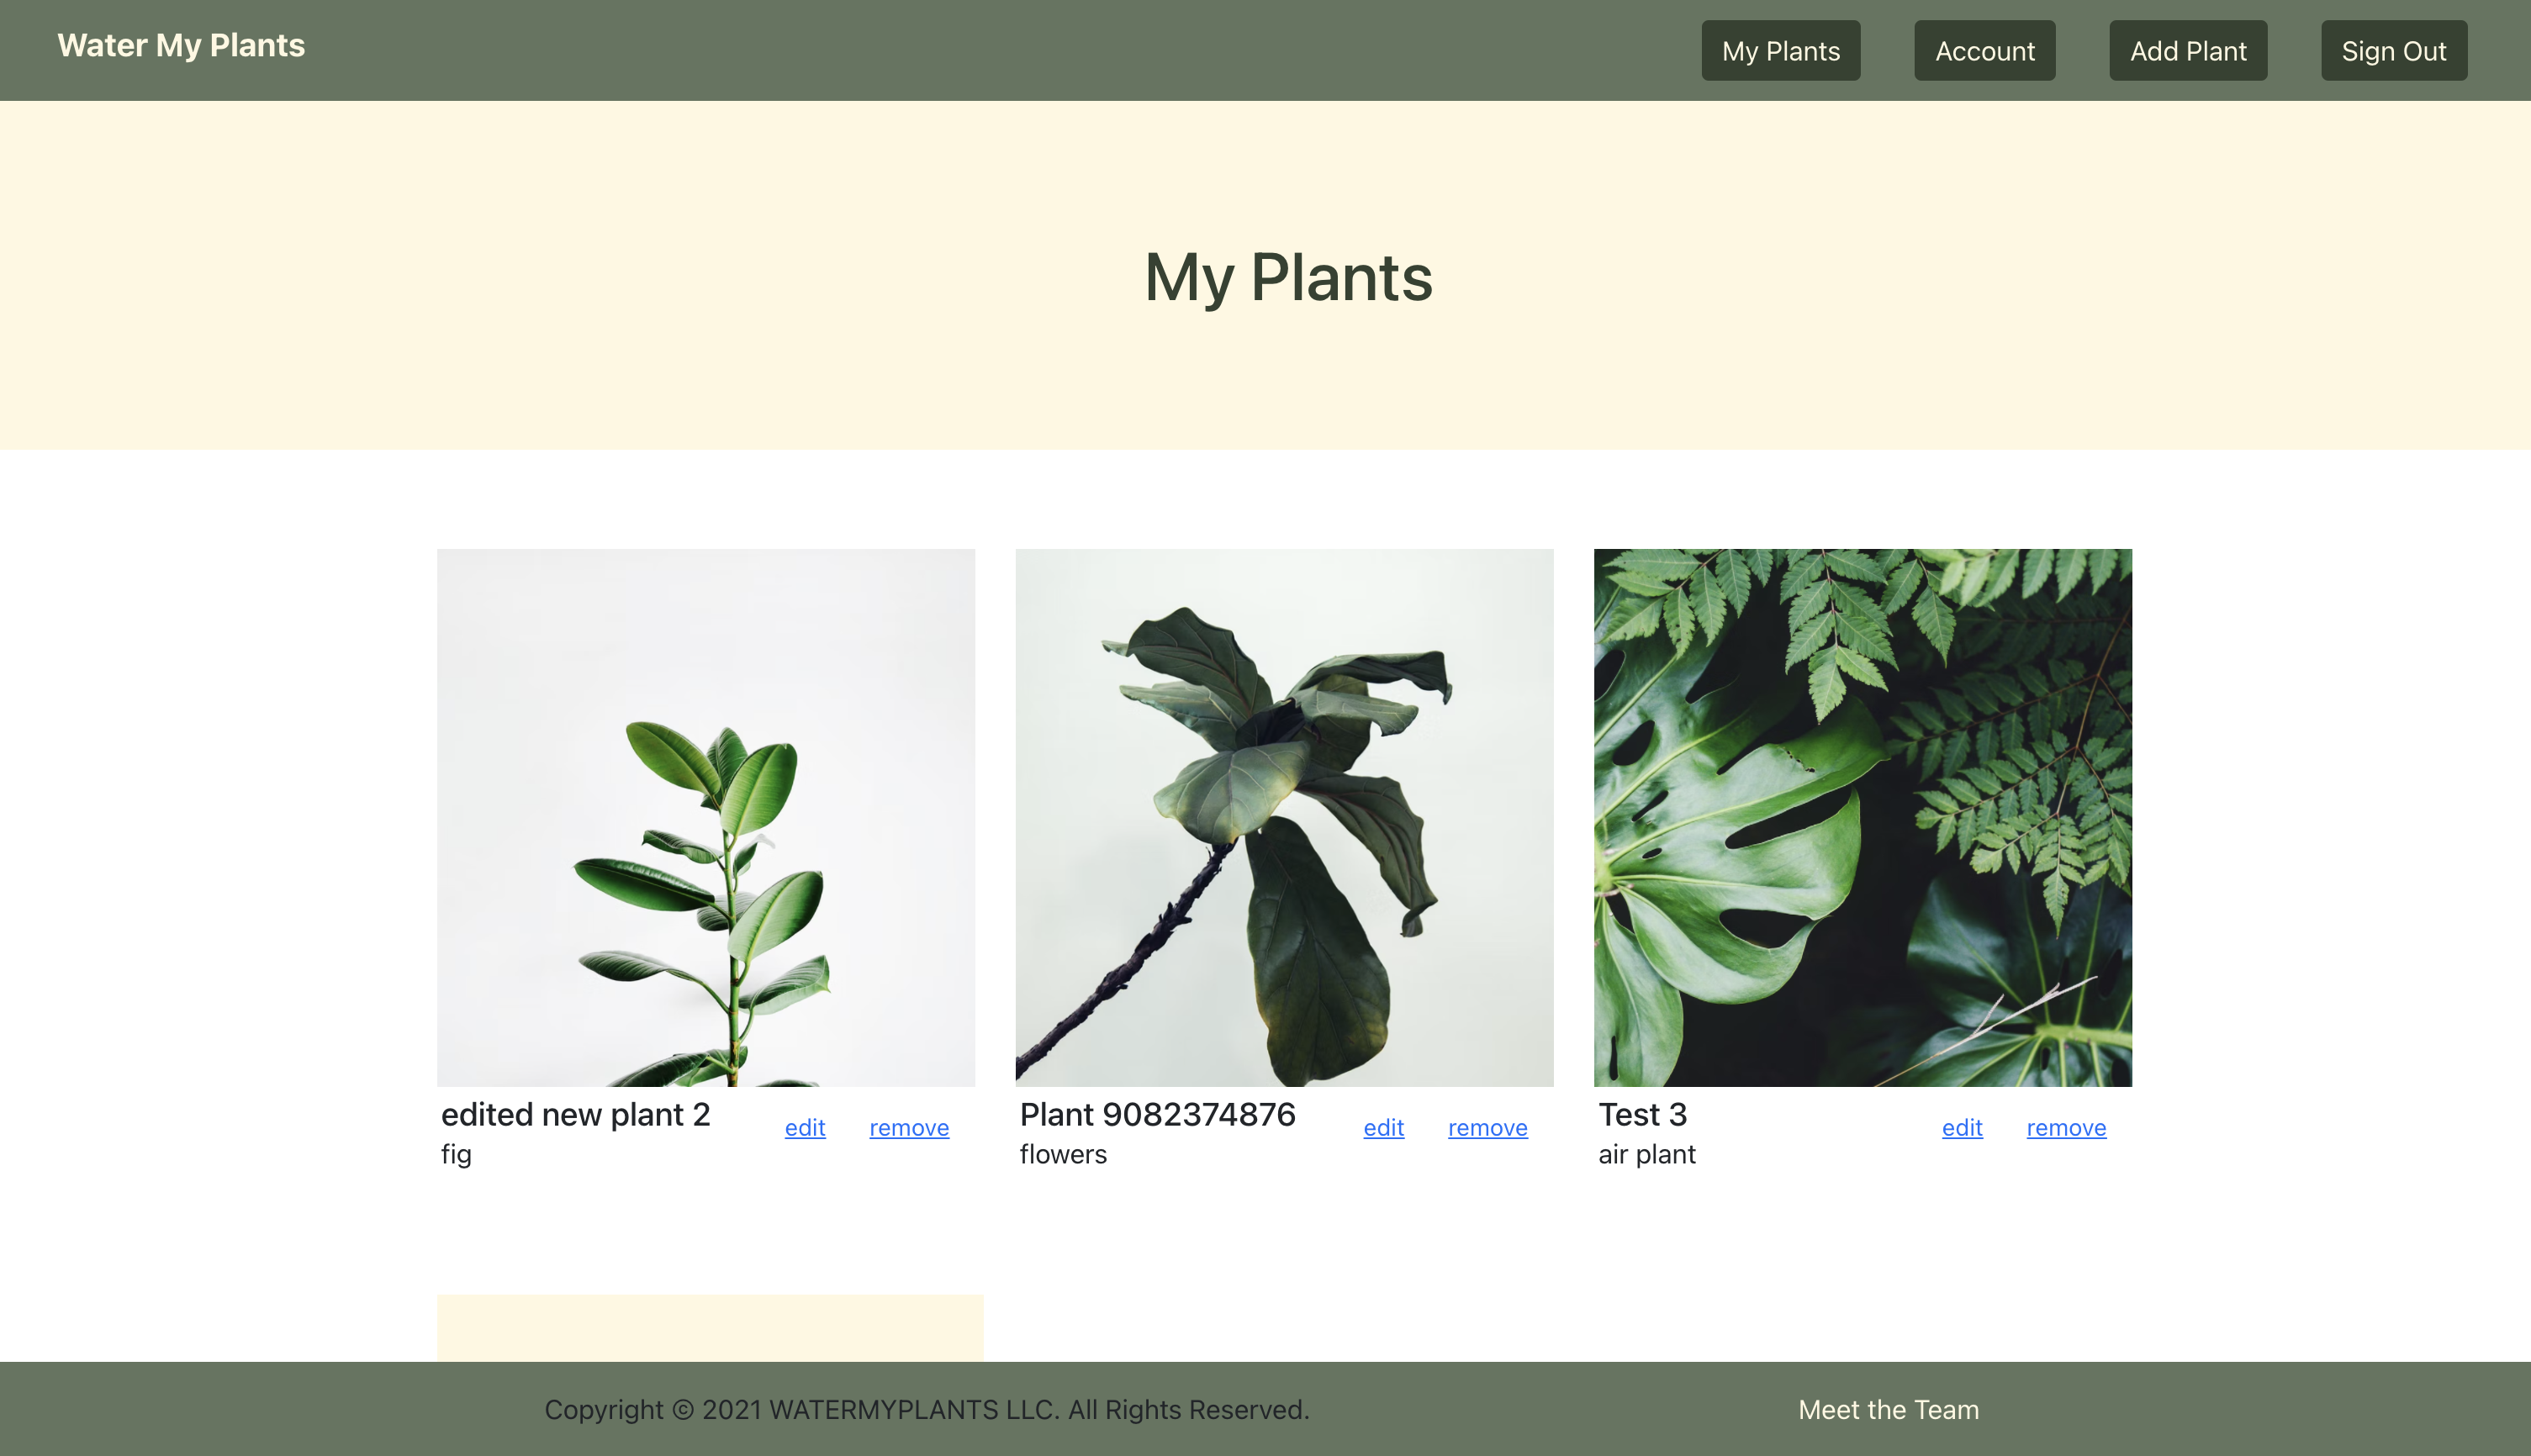 Water My Plants
My Plants
Account
Add Plant
Sign Out
My Plants
edited new plant 2
edit
remove
fig
Plant 9082374876
edit
remove
flowers
Test 3
edit
remove
air plant
Copyright © 2021 WATERMYPLANTS LLC. All Rights Reserved.
Meet the Team